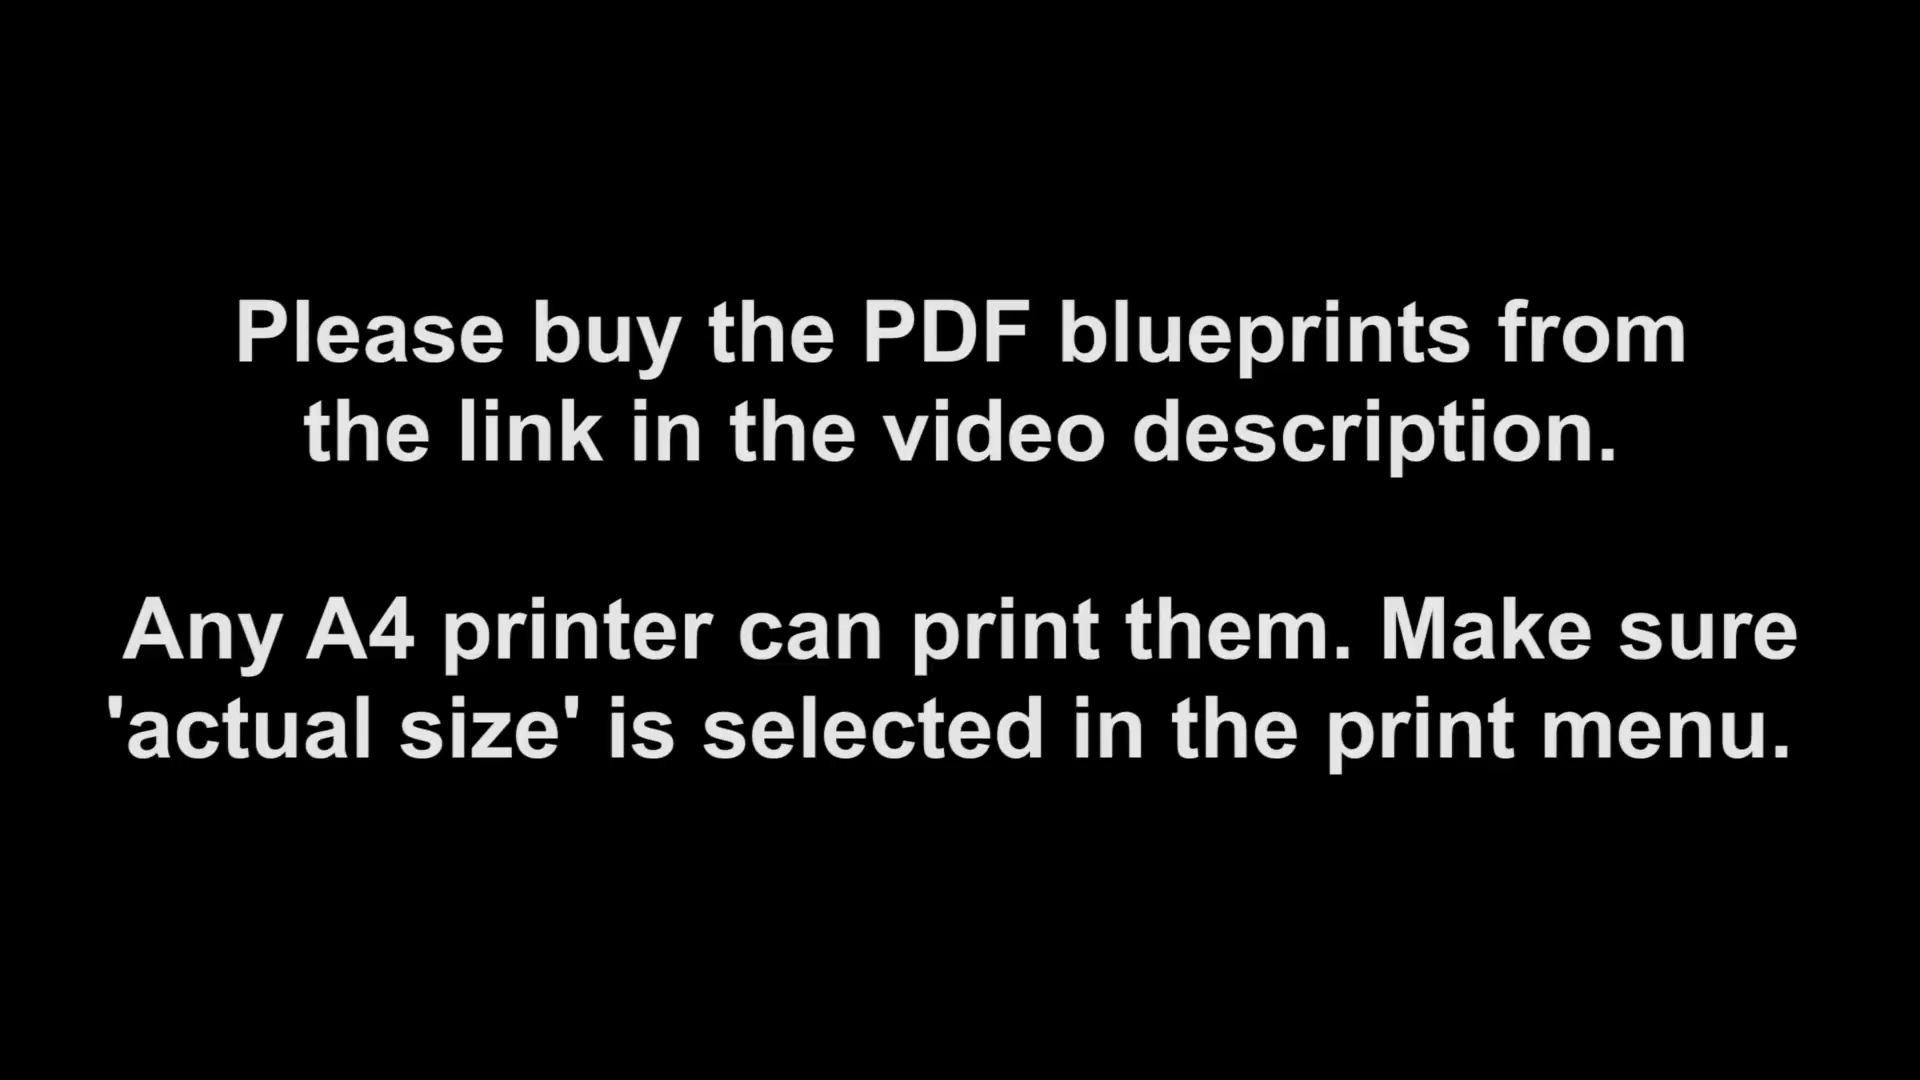 Please buy the PDF blueprints from
the link in the video description.
Any A4 printer can print them. Make sure
'actual size' is selected in the print menu.